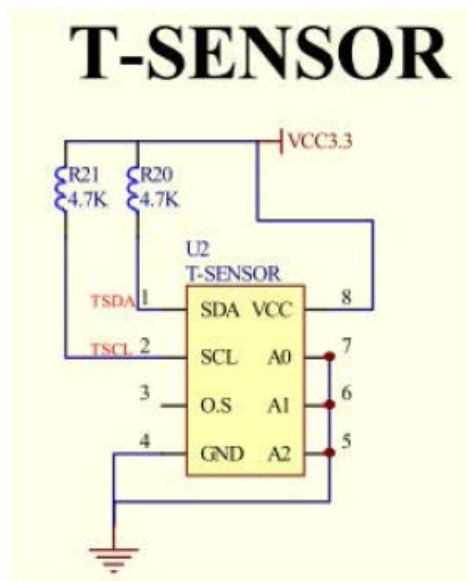 T-SENSOR
VCC3.3
R21 R20
4.7K 4.7K
U2
T-SENSOR
TSDA 1 SDA VCC 8
TSCL 2 SCL A0 7
3 O.S A1 6
4 GND A2 5